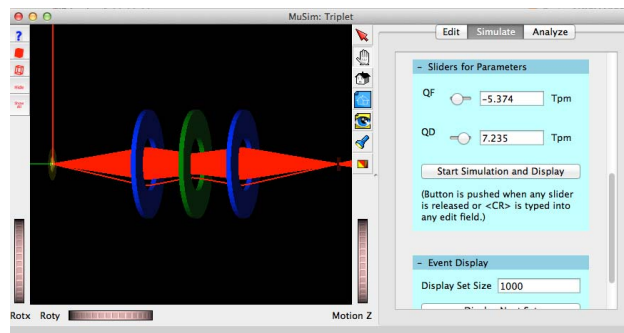 MuSim: Triplet
Edit Simulate Analyze
?
− Sliders for Parameters
QF -5.374 Tpm
QD 7.235 Tpm
Start Simulation and Display
(Button is pushed when any slider
is released or <CR> is typed into
any edit field.)
− Event Display
Display Set Size 1000
Rotx Roty Motion Z